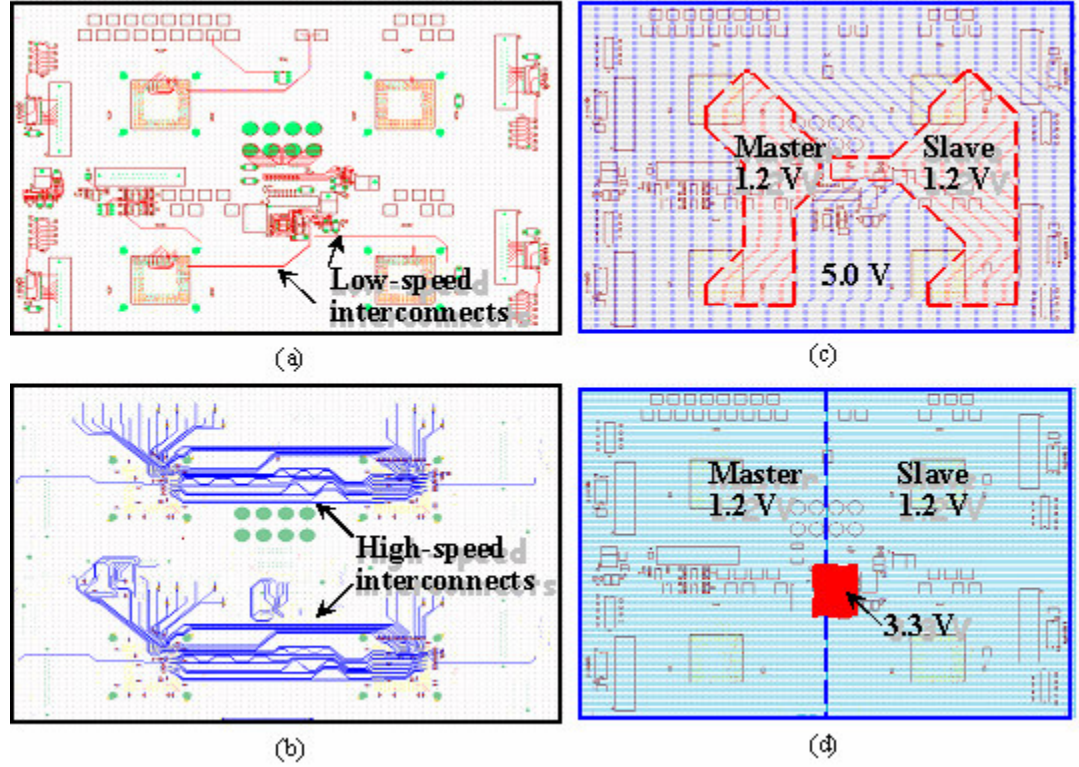 Low-speed
interconnects
(a)
Master
1.2 V
Slave
1.2 V
5.0 V
(c)
High-speed
interconnects
(b)
Master
1.2 V
Slave
1.2 V
3.3 V
(d)